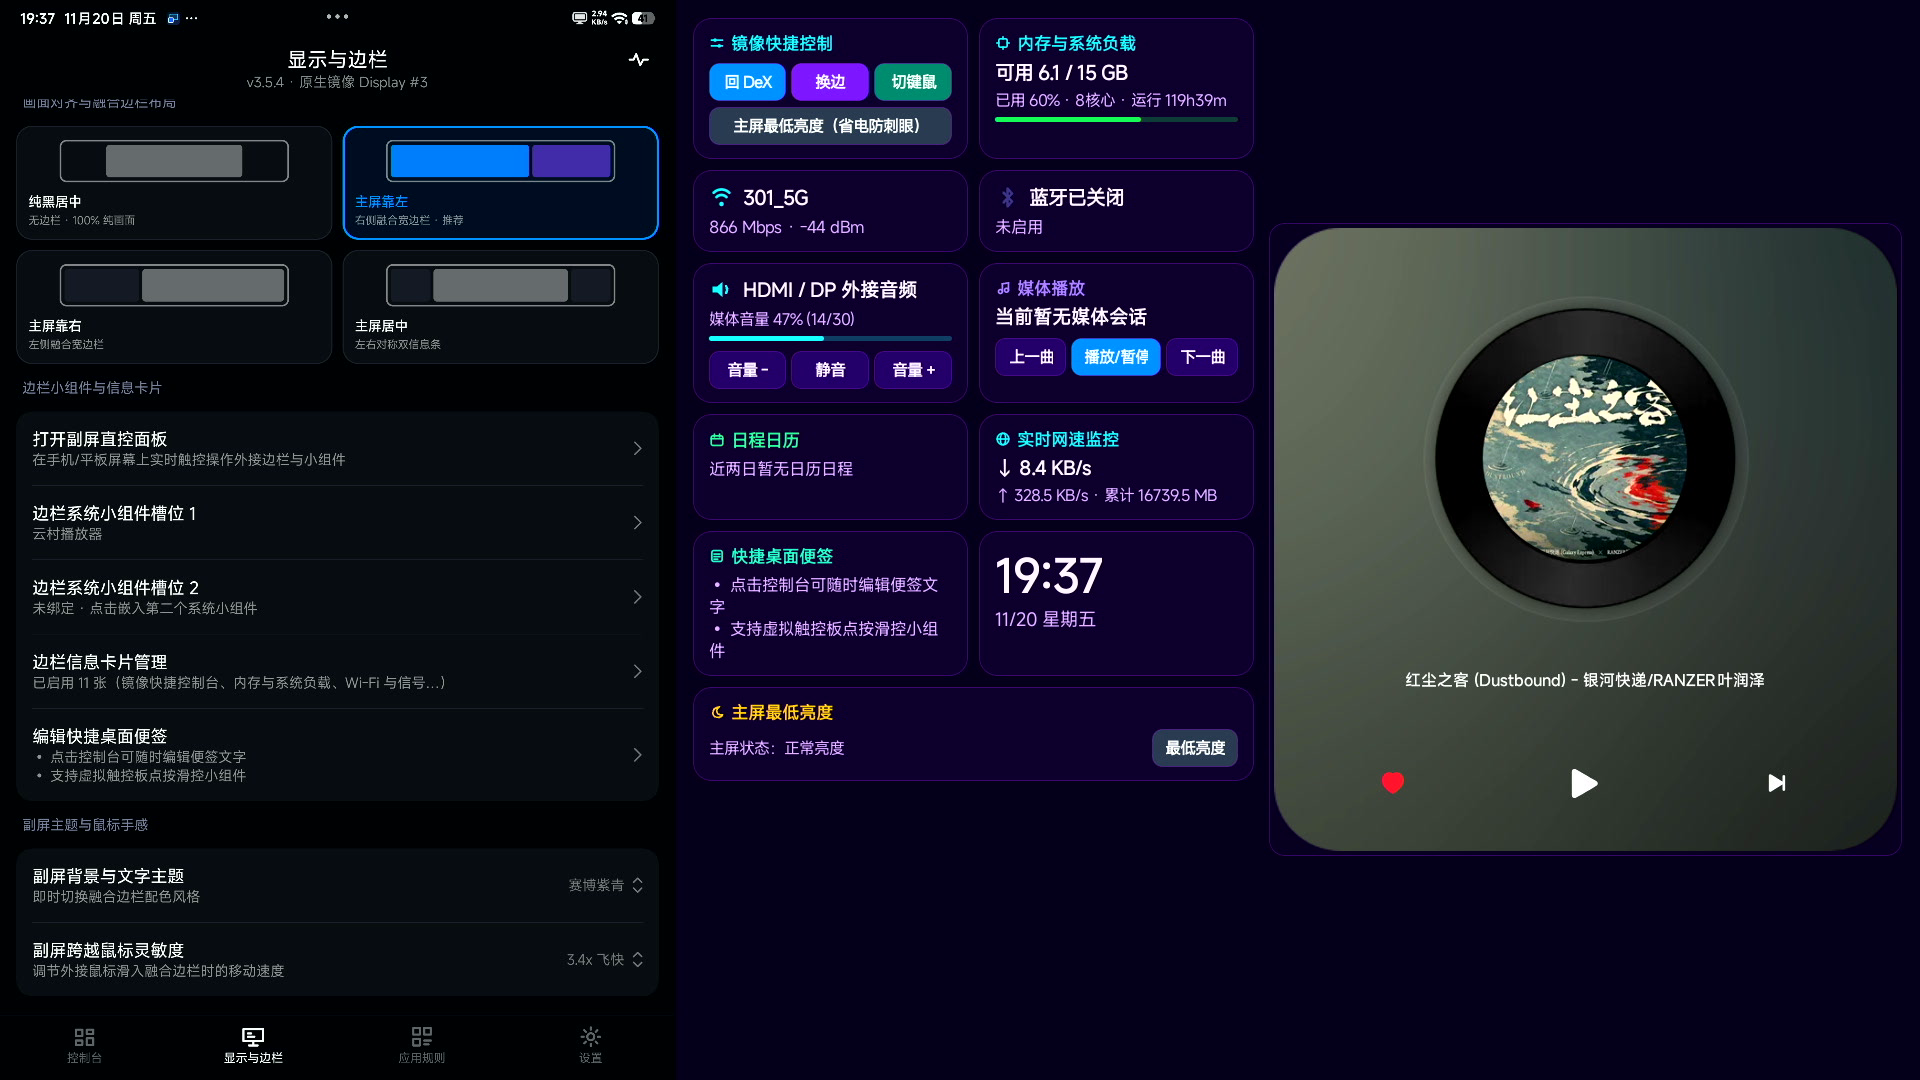 19:37 11月20日 周五
2.94 KB/s
41
显示与边栏
v3.5.4 · 原生镜像 Display #3
画面对齐与融合边栏布局
纯黑居中
无边栏 · 100% 纯画面
主屏靠左
右侧融合宽边栏 · 推荐
主屏靠右
左侧融合宽边栏
主屏居中
左右对称双信息条
边栏小组件与信息卡片
打开副屏直控面板
在手机/平板屏幕上实时触控操作外接边栏与小组件
边栏系统小组件槽位 1
云村播放器
边栏系统小组件槽位 2
未绑定 · 点击嵌入第二个系统小组件
边栏信息卡片管理
已启用 11 张（镜像快捷控制台、内存与系统负载、Wi-Fi 与信号...）
编辑快捷桌面便签
• 点击控制台可随时编辑便签文字
• 支持虚拟触控板点按滑控小组件
副屏主题与鼠标手感
副屏背景与文字主题
即时切换融合边栏配色风格
赛博紫青
副屏跨越鼠标灵敏度
调节外接鼠标滑入融合边栏时的移动速度
3.4x 飞快
控制台
显示与边栏
应用规则
设置
镜像快捷控制
回 DeX
换边
切键鼠
主屏最低亮度（省电防刺眼）
内存与系统负载
可用 6.1 / 15 GB
已用 60% · 8核心 · 运行 119h39m
301_5G
866 Mbps · -44 dBm
蓝牙已关闭
未启用
HDMI / DP 外接音频
媒体音量 47% (14/30)
音量 -
静音
音量 +
媒体播放
当前暂无媒体会话
上一曲
播放/暂停
下一曲
日程日历
近两日暂无日历日程
实时网速监控
↓ 8.4 KB/s
↑ 328.5 KB/s · 累计 16739.5 MB
快捷桌面便签
• 点击控制台可随时编辑便签文
字
• 支持虚拟触控板点按滑控小组
件
19:37
11/20 星期五
主屏最低亮度
主屏状态：正常亮度
最低亮度
红尘之客
红尘之客 (Dustbound) - 银河快递/RANZER叶润泽